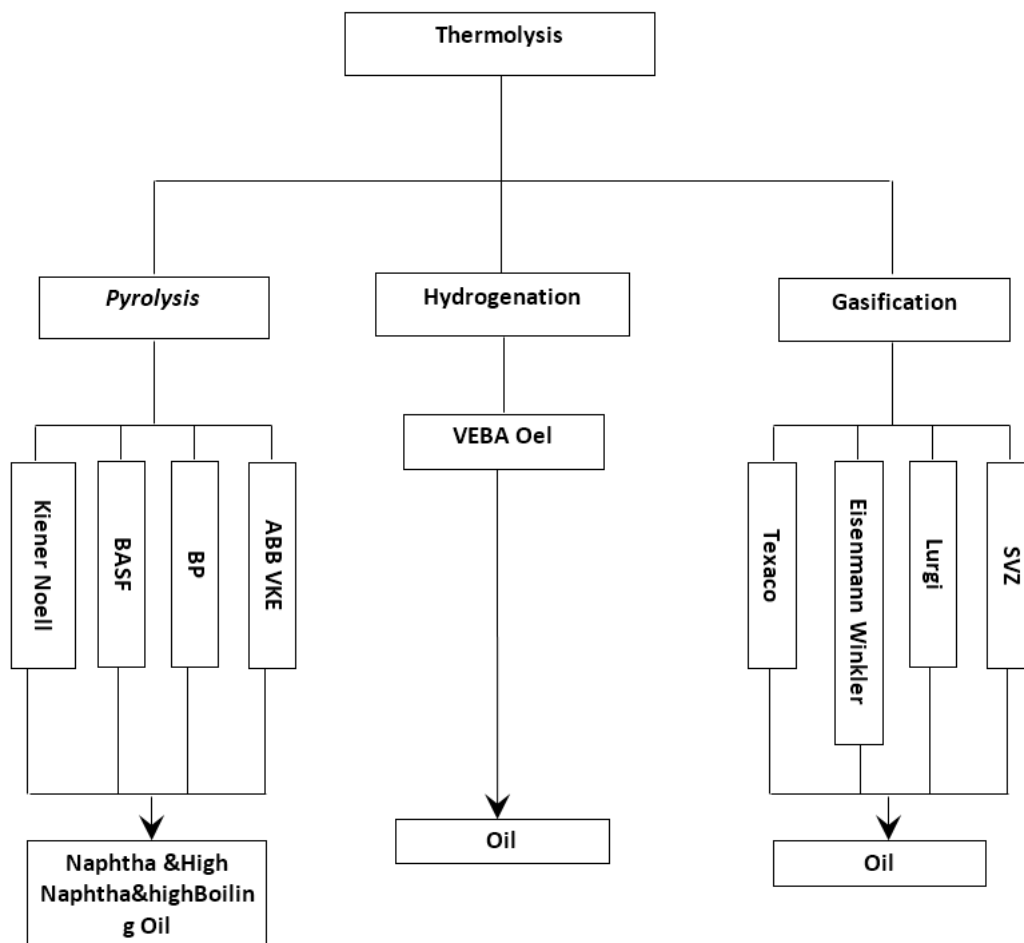 Thermolysis
Pyrolysis
Hydrogenation
Gasification
VEBA Oel
Kiener Noell
BASF
BP
ABB VKE
Texaco
Eisenmann Winkler
Lurgi
SVZ
Naphtha &High
Naphtha&highBoilin
g Oil
Oil
Oil